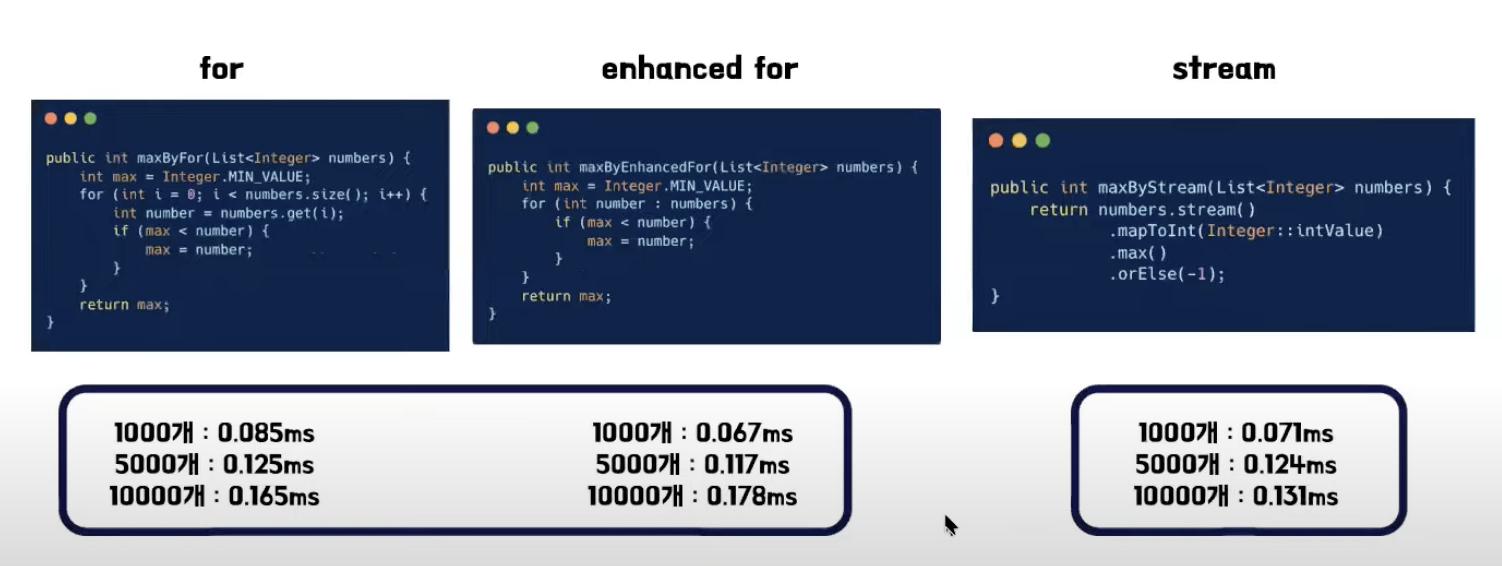 for
public int maxByFor(List<Integer> numbers) {
    int max = Integer.MIN_VALUE;
    for (int i = 0; i < numbers.size(); i++) {
        int number = numbers.get(i);
        if (max < number) {
            max = number;
        }
    }
    return max;
}
1000개 : 0.085ms
5000개 : 0.125ms
10000개 : 0.165ms
enhanced for
public int maxByEnhancedFor(List<Integer> numbers) {
    int max = Integer.MIN_VALUE;
    for (int number : numbers) {
        if (max < number) {
            max = number;
        }
    }
    return max;
}
1000개 : 0.067ms
5000개 : 0.117ms
10000개 : 0.178ms
stream
public int maxByStream(List<Integer> numbers) {
    return numbers.stream()
            .mapToInt(Integer::intValue)
            .max()
            .orElse(-1);
}
1000개 : 0.071ms
5000개 : 0.124ms
10000개 : 0.131ms